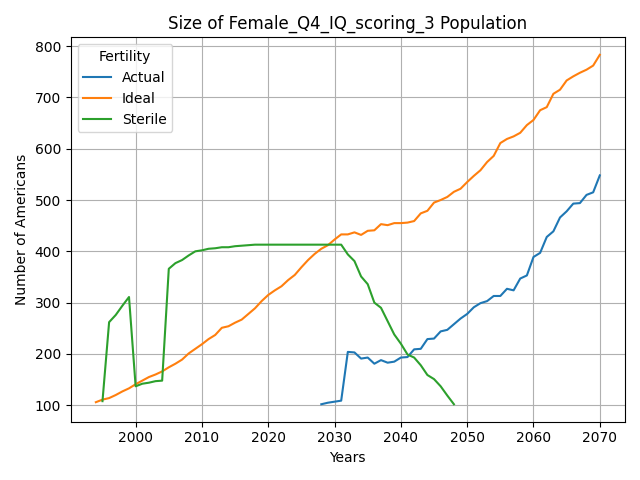 Size of Female_Q4_IQ_scoring_3 Population
Fertility
Actual
Ideal
Sterile
Number of Americans
800
700
600
500
400
300
200
100
2000
2010
2020
2030
2040
2050
2060
2070
Years